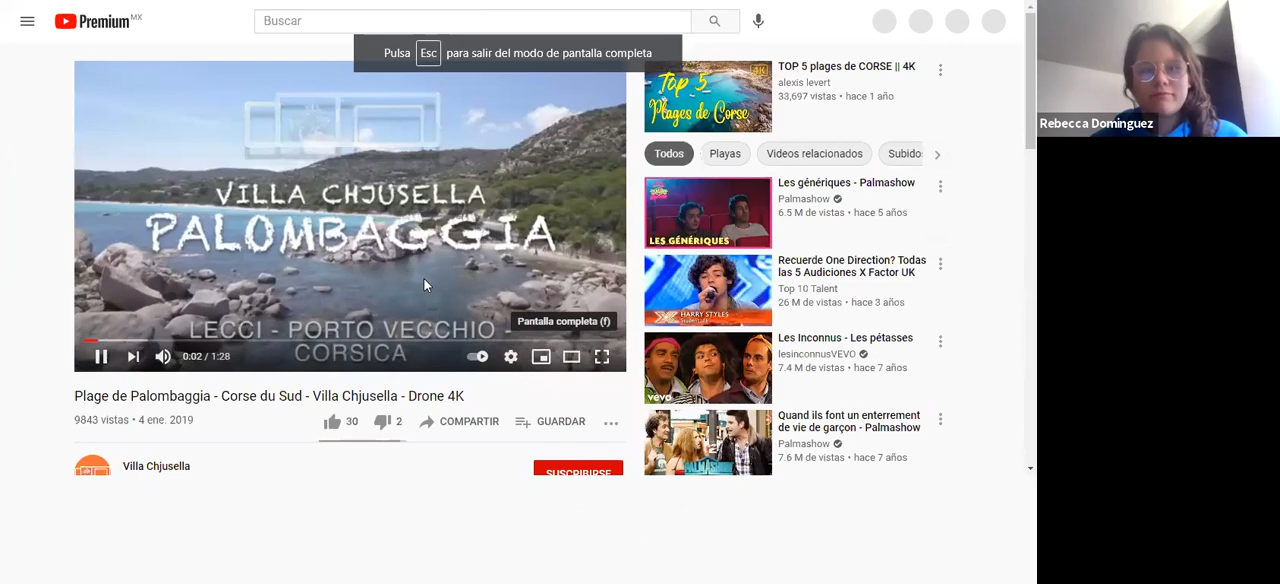 Premium MX
Buscar
Pulsa Esc para salir del modo de pantalla completa
VILLA CHJUSELLA
PALOMBAGGIA
LECCI - PORTO VECCHIO -
CORSICA
Pantalla completa (f)
0:02 / 1:28
Plage de Palombaggia - Corse du Sud - Villa Chjusella - Drone 4K
9843 vistas • 4 ene. 2019
30
2
COMPARTIR
GUARDAR
Villa Chjusella
SUSCRIBIRSE
4K
Top 5
Plages de Corse
TOP 5 plages de CORSE || 4K
alexis levert
33,697 vistas • hace 1 año
Todos
Playas
Videos relacionados
Subidos
LES GÉNÉRIQUES
Les génériques - Palmashow
Palmashow
6.5 M de vistas • hace 5 años
HARRY STYLES
Recuerde One Direction? Todas
las 5 Audiciones X Factor UK
Top 10 Talent
26 M de vistas • hace 3 años
vevo
Les Inconnus - Les pétasses
lesinconnusVEVO
7.4 M de vistas • hace 7 años
PALMASHOW
Quand ils font un enterrement
de vie de garçon - Palmashow
Palmashow
7.6 M de vistas • hace 7 años
Rebecca Dominguez